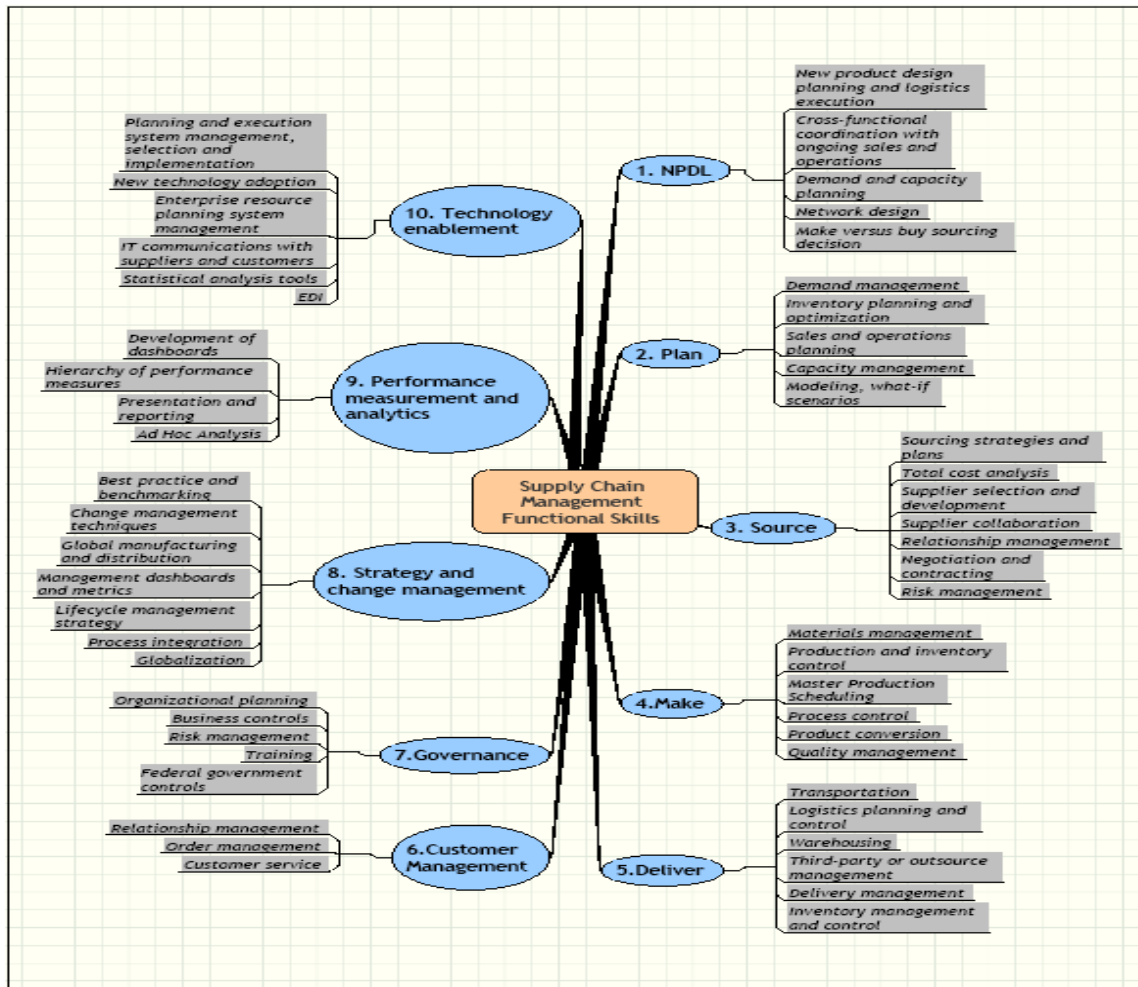 Supply Chain
Management
Functional Skills
1. NPDL
New product design
planning and logistics
execution
Cross-functional
coordination with
ongoing sales and
operations
Demand and capacity
planning
Network design
Make versus buy sourcing
decision
2. Plan
Demand management
Inventory planning and
optimization
Sales and operations
planning
Capacity management
Modeling, what-if
scenarios
3. Source
Sourcing strategies and
plans
Total cost analysis
Supplier selection and
development
Supplier collaboration
Relationship management
Negotiation and
contracting
Risk management
4.Make
Materials management
Production and inventory
control
Master Production
Scheduling
Process control
Product conversion
Quality management
5.Deliver
Transportation
Logistics planning and
control
Warehousing
Third-party or outsource
management
Delivery management
Inventory management
and control
6.Customer
Management
Relationship management
Order management
Customer service
7.Governance
Organizational planning
Business controls
Risk management
Training
Federal government
controls
8. Strategy and
change management
Best practice and
benchmarking
Change management
techniques
Global manufacturing
and distribution
Management dashboards
and metrics
Lifecycle management
strategy
Process integration
Globalization
9. Performance
measurement and
analytics
Development of
dashboards
Hierarchy of performance
measures
Presentation and
reporting
Ad Hoc Analysis
10. Technology
enablement
Planning and execution
system management,
selection and
implementation
New technology adoption
Enterprise resource
planning system
management
IT communications with
suppliers and customers
Statistical analysis tools
EDI